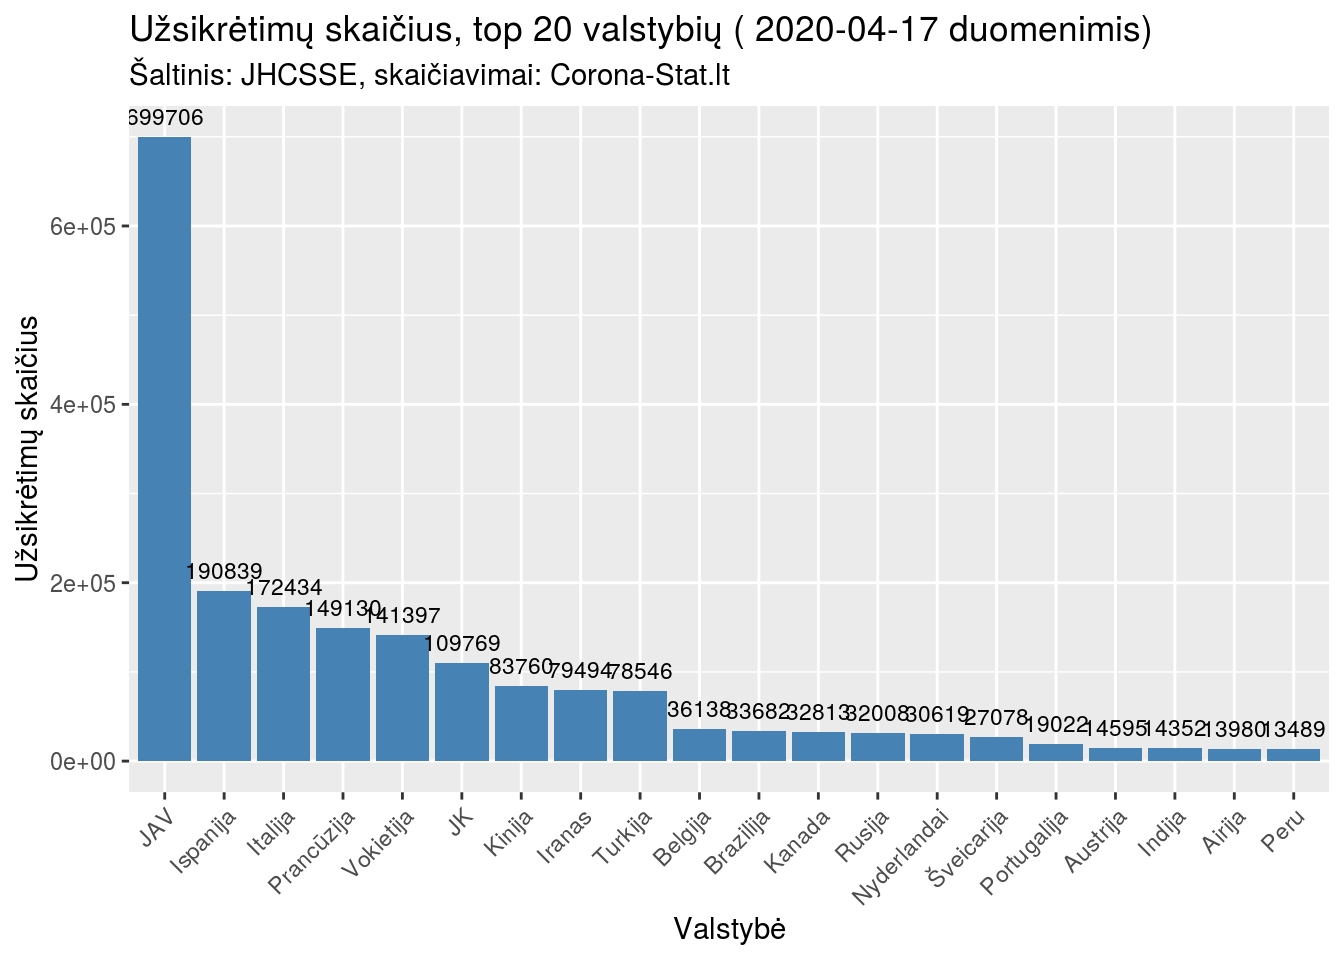 Užsikrėtimų skaičius, top 20 valstybių ( 2020-04-17 duomenimis)
Šaltinis: JHCSSE, skaičiavimai: Corona-Stat.lt
Užsikrėtimų skaičius
6e+05
4e+05
2e+05
0e+00
699706
190839
172434
149130
141397
109769
83760
79494
78546
36138
33682
32813
32008
30619
27078
19022
14595
14352
13980
13489
JAV
Ispanija
Italija
Prancūzija
Vokietija
JK
Kinija
Iranas
Turkija
Belgija
Brazilija
Kanada
Rusija
Nyderlandai
Šveicarija
Portugalija
Austrija
Indija
Airija
Peru
Valstybė